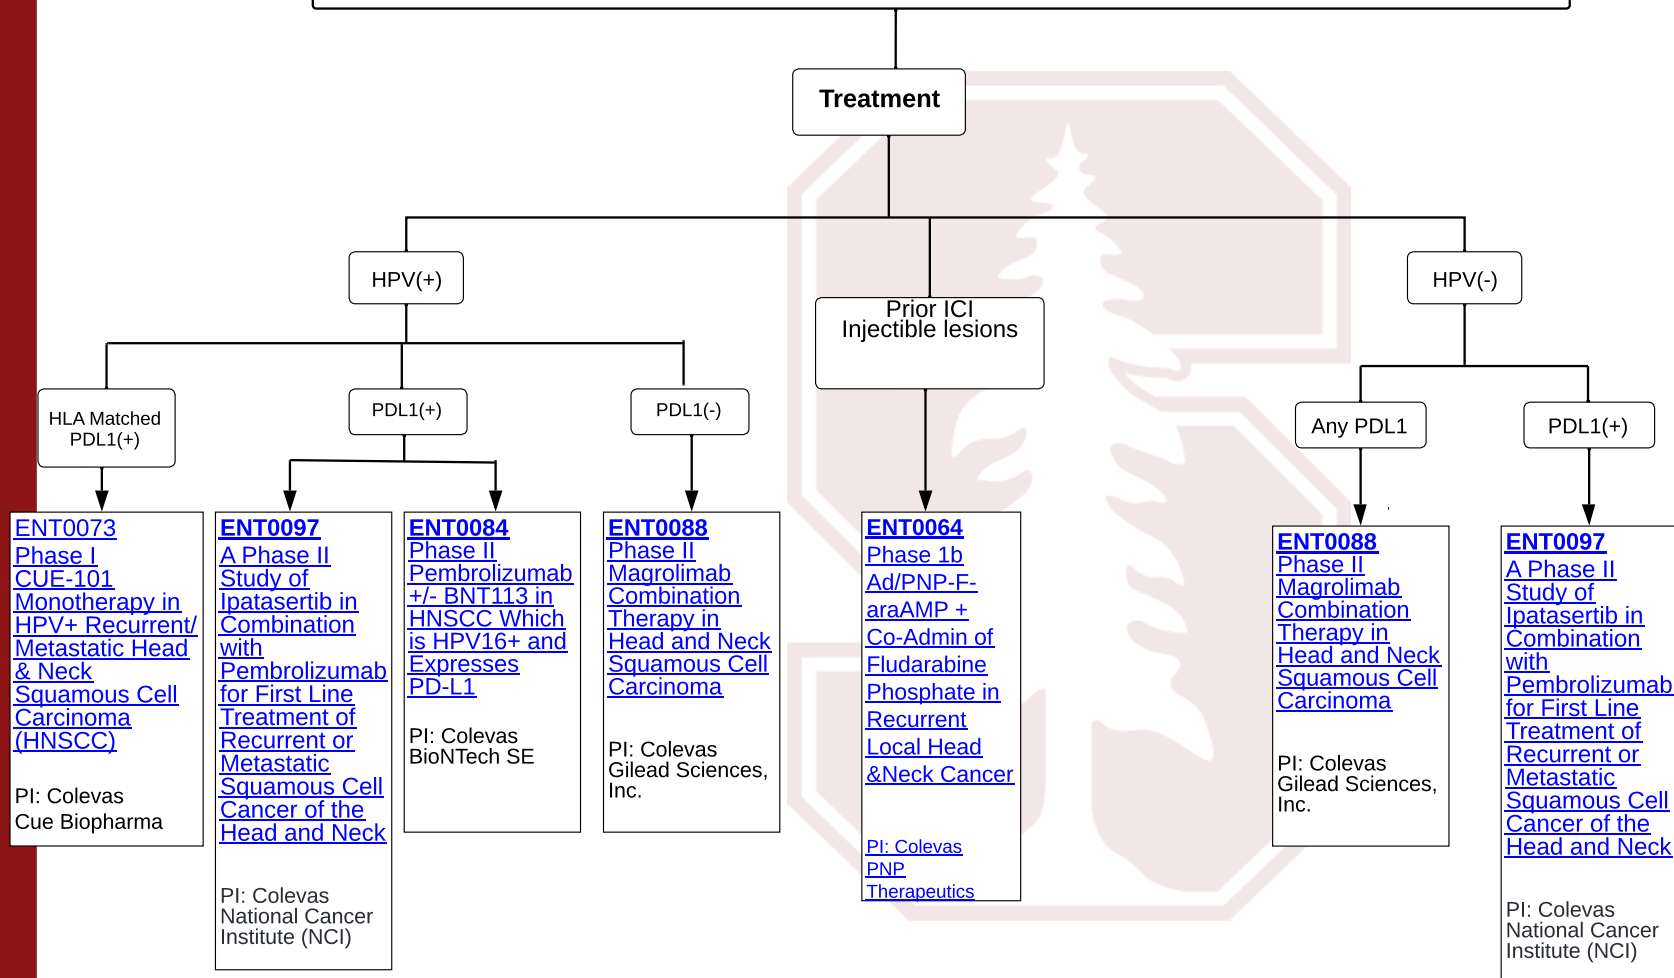 Treatment
HPV(+)
Prior ICI
Injectible lesions
HPV(-)
HLA Matched
PDL1(+)
PDL1(+)
PDL1(-)
Any PDL1
PDL1(+)
ENT0073
Phase I
CUE-101
Monotherapy in
HPV+ Recurrent/
Metastatic Head
& Neck
Squamous Cell
Carcinoma
(HNSCC)
PI: Colevas
Cue Biopharma
ENT0097
A Phase II
Study of
Ipatasertib in
Combination
with
Pembrolizumab
for First Line
Treatment of
Recurrent or
Metastatic
Squamous Cell
Cancer of the
Head and Neck
PI: Colevas
National Cancer
Institute (NCI)
ENT0084
Phase II
Pembrolizumab
+/- BNT113 in
HNSCC Which
is HPV16+ and
Expresses
PD-L1
PI: Colevas
BioNTech SE
ENT0088
Phase II
Magrolimab
Combination
Therapy in
Head and Neck
Squamous Cell
Carcinoma
PI: Colevas
Gilead Sciences,
Inc.
ENT0064
Phase 1b
Ad/PNP-F-
araAMP +
Co-Admin of
Fludarabine
Phosphate in
Recurrent
Local Head
&Neck Cancer
PI: Colevas
PNP
Therapeutics
ENT0088
Phase II
Magrolimab
Combination
Therapy in
Head and Neck
Squamous Cell
Carcinoma
PI: Colevas
Gilead Sciences,
Inc.
ENT0097
A Phase II
Study of
Ipatasertib in
Combination
with
Pembrolizumab
for First Line
Treatment of
Recurrent or
Metastatic
Squamous Cell
Cancer of the
Head and Neck
PI: Colevas
National Cancer
Institute (NCI)